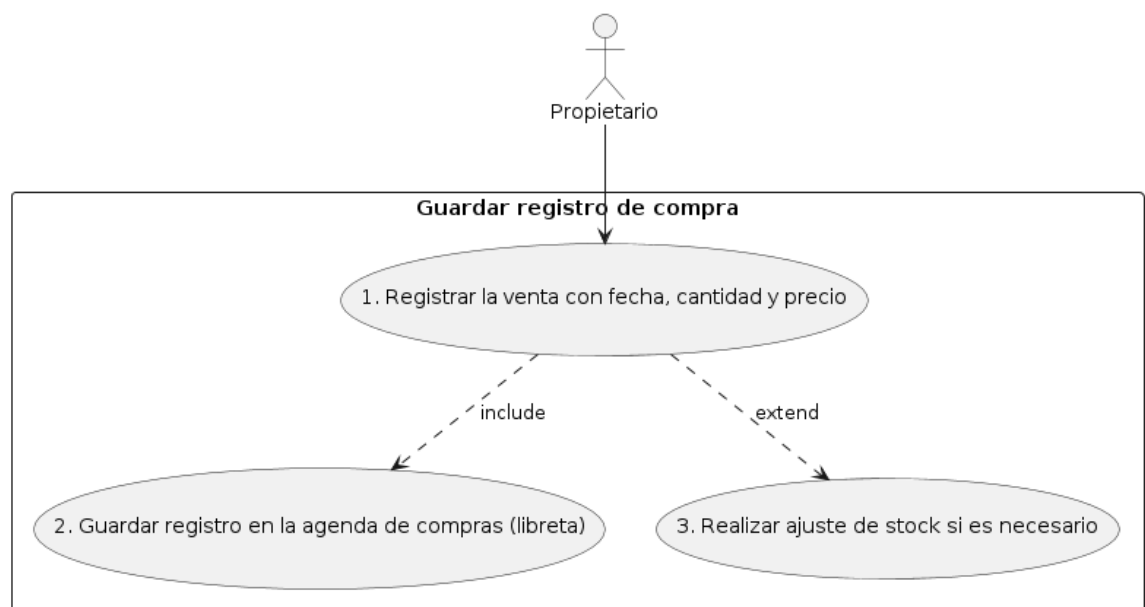 Propietario
Guardar registro de compra
1. Registrar la venta con fecha, cantidad y precio
include
extend
2. Guardar registro en la agenda de compras (libreta)
3. Realizar ajuste de stock si es necesario